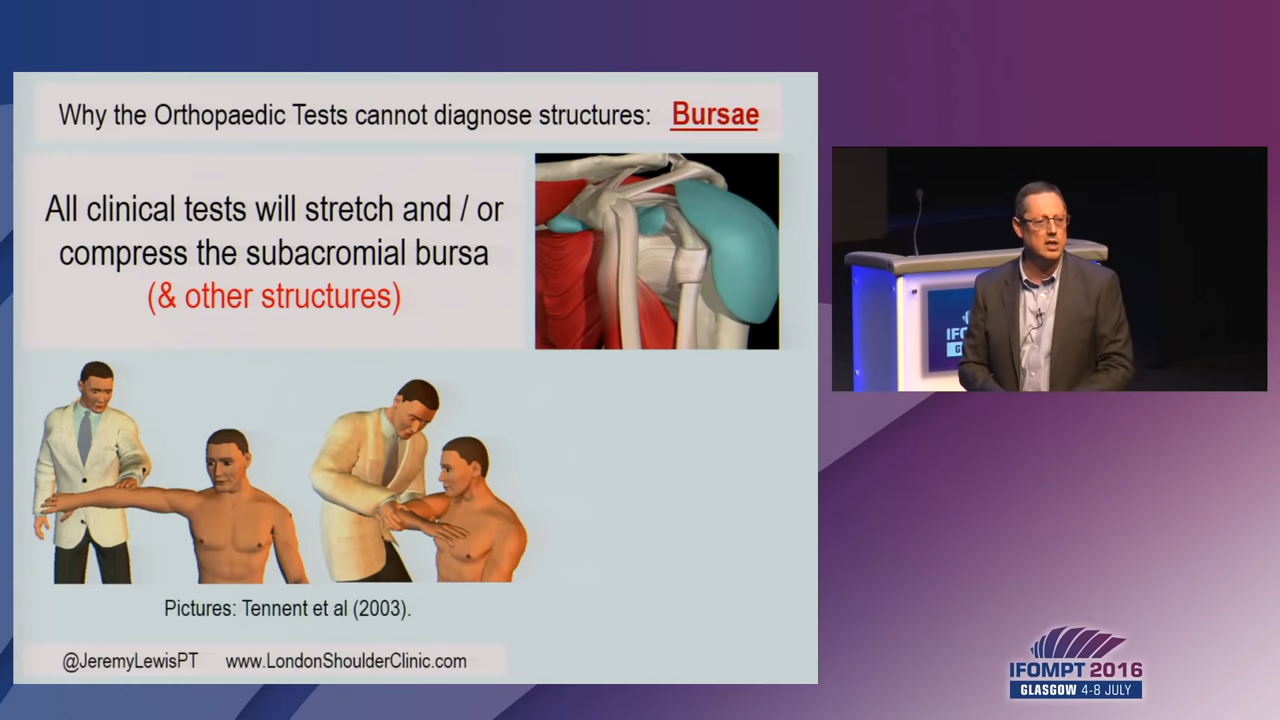 Why the Orthopaedic Tests cannot diagnose structures: Bursae
All clinical tests will stretch and / or
compress the subacromial bursa
(& other structures)
Pictures: Tennent et al (2003).
@JeremyLewisPT www.LondonShoulderClinic.com
IFOMPT 2016
GLASGOW 4-8 JULY